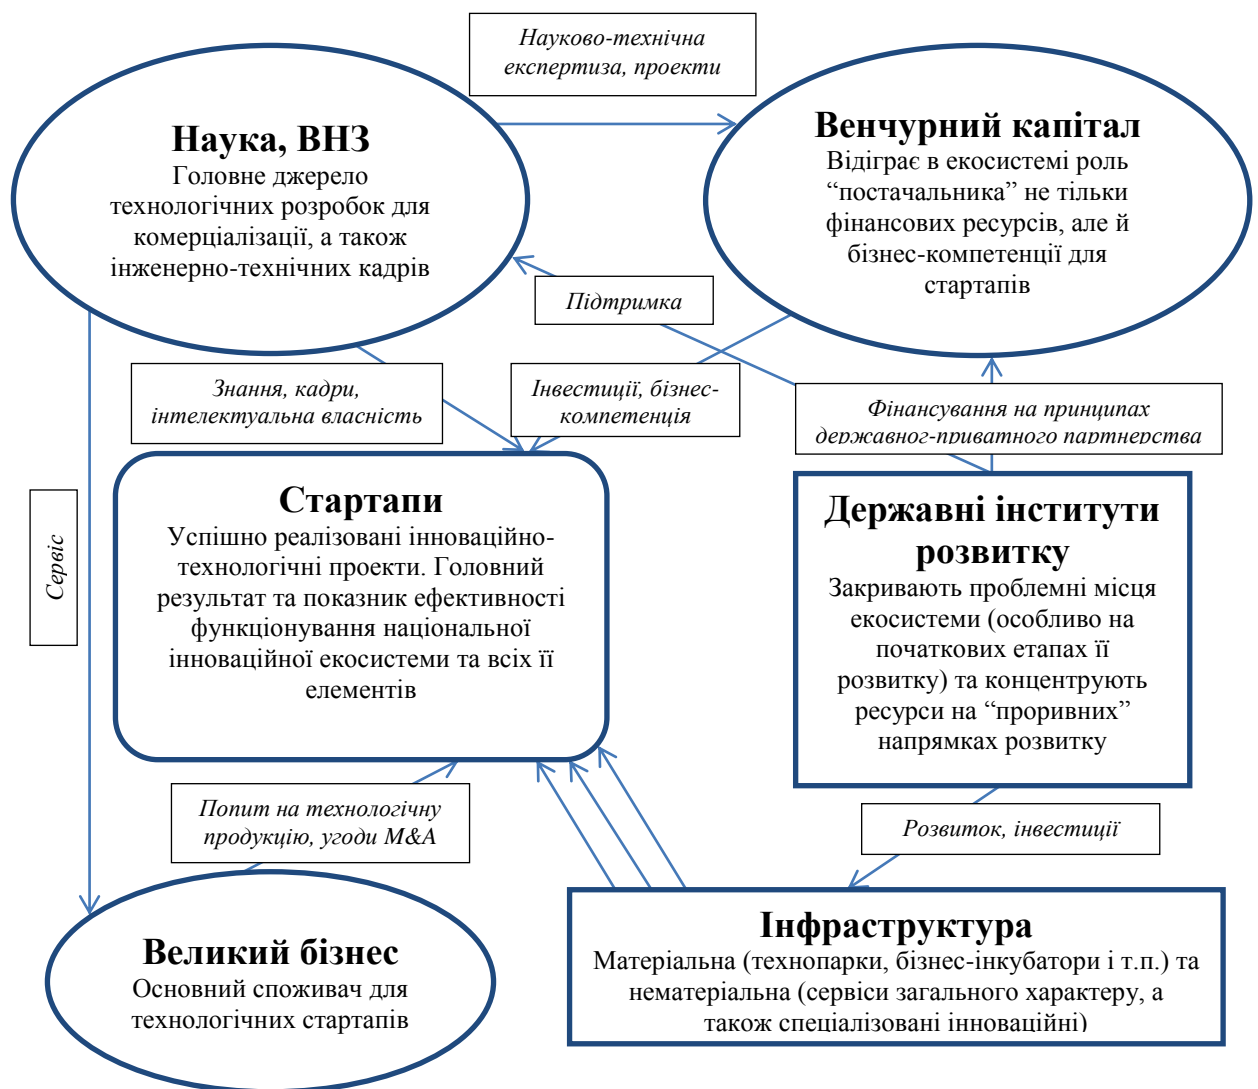 Науково-технічна
експертиза, проекти
Наука, ВНЗ
Головне джерело
технологічних розробок для
комерціалізації, а також
інженерно-технічних кадрів
Венчурний капітал
Відіграє в екосистемі роль
“постачальника” не тільки
фінансових ресурсів, але й
бізнес-компетенції для
стартапів
Підтримка
Знання, кадри,
інтелектуальна власність
Інвестиції, бізнес-
компетенція
Фінансування на принципах
державног-приватного партнерства
Сервіс
Стартапи
Успішно реалізовані інноваційно-
технологічні проекти. Головний
результат та показник ефективності
функціонування національної
інноваційної екосистеми та всіх її
елементів
Державні інститути
розвитку
Закривають проблемні місця
екосистеми (особливо на
початкових етапах її
розвитку) та концентрують
ресурси на “проривних”
напрямках розвитку
Попит на технологічну
продукцію, угоди M&A
Розвиток, інвестиції
Великий бізнес
Основний споживач для
технологічних стартапів
Інфраструктура
Матеріальна (технопарки, бізнес-інкубатори і т.п.) та
нематеріальна (сервіси загального характеру, а
також спеціалізовані інноваційні)